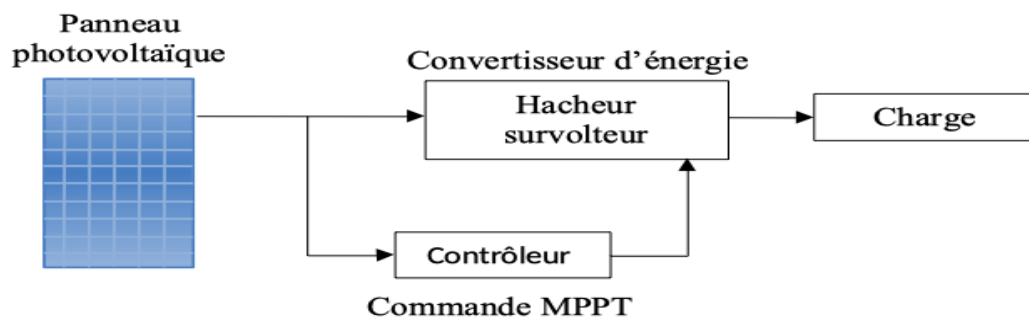 Panneau
photovoltaïque
Convertisseur d'énergie
Hacheur
survolteur
Charge
Contrôleur
Commande MPPT